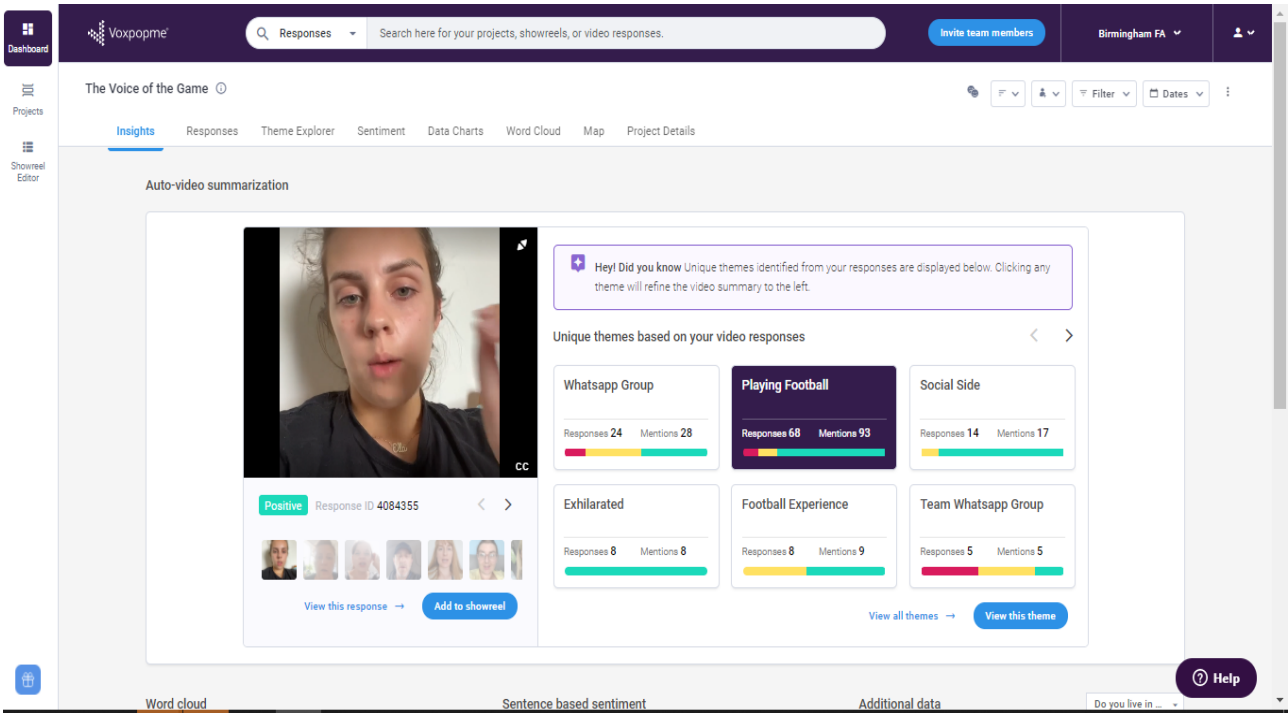 Dashboard
Voxpopme
Responses
Search here for your projects, showreels, or video responses.
Invite team members
Birmingham FA
Projects
Showreel
Editor
The Voice of the Game
Filter
Dates
Insights
Responses
Theme Explorer
Sentiment
Data Charts
Word Cloud
Map
Project Details
Auto-video summarization
CC
Positive
Response ID 4084355
View this response →
Add to showreel
Hey! Did you know Unique themes identified from your responses are displayed below. Clicking any
theme will refine the video summary to the left.
Unique themes based on your video responses
Whatsapp Group
Responses 24 Mentions 28
Playing Football
Responses 68 Mentions 93
Social Side
Responses 14 Mentions 17
Exhilarated
Responses 8 Mentions 8
Football Experience
Responses 8 Mentions 9
Team Whatsapp Group
Responses 5 Mentions 5
View all themes →
View this theme
Help
Word cloud
Sentence based sentiment
Additional data
Do you live in ...